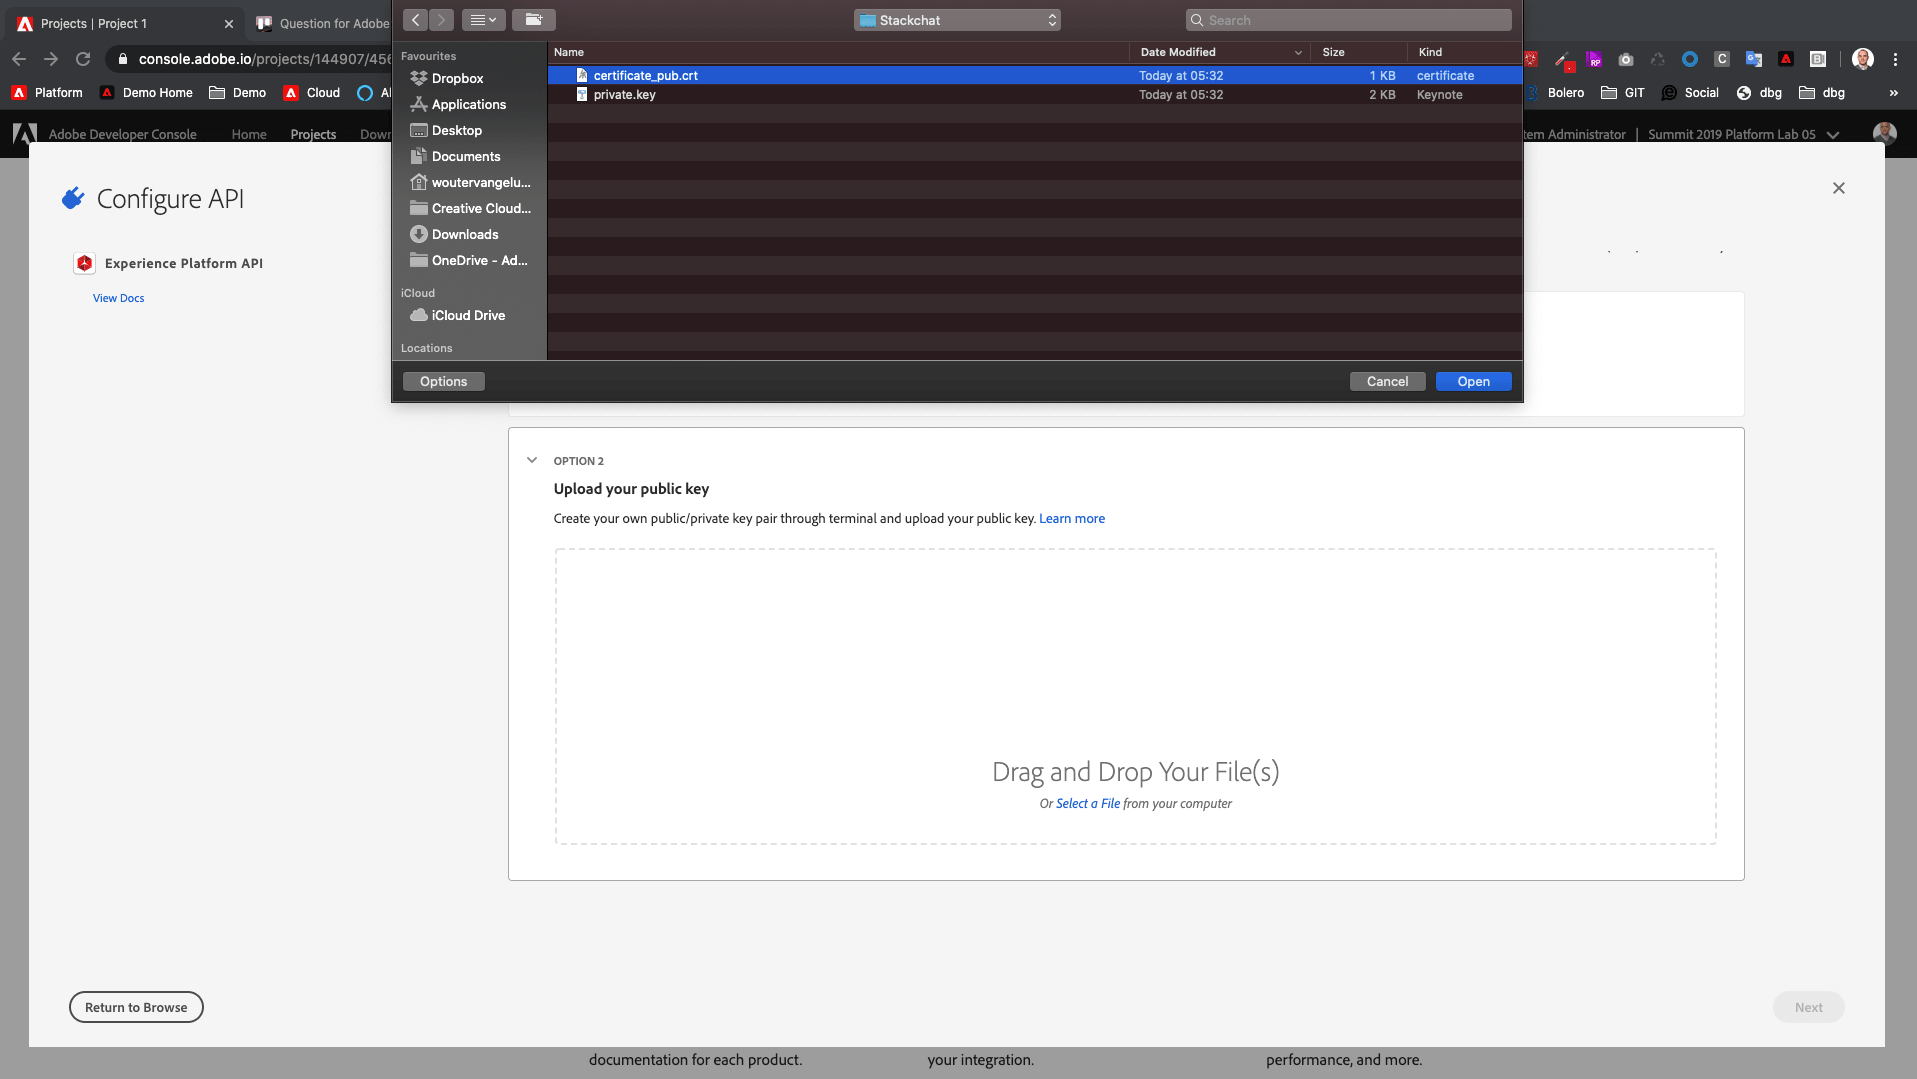 Projects | Project 1
Question for Adobe
console.adobe.io/projects/144907/456
Platform
Demo Home
Demo
Cloud
Bolero
GIT
Social
dbg
dbg
»
Adobe Developer Console
Home
Projects
tem Administrator
Summit 2019 Platform Lab 05
Stackchat
Search
Favourites
Dropbox
Applications
Desktop
Documents
woutervangelu...
Creative Cloud...
Downloads
OneDrive - Ad...
iCloud
iCloud Drive
Locations
Name
Date Modified
Size
Kind
certificate_pub.crt
Today at 05:32
1 KB
certificate
private.key
Today at 05:32
2 KB
Keynote
Options
Cancel
Open
Configure API
Experience Platform API
View Docs
OPTION 2
Upload your public key
Create your own public/private key pair through terminal and upload your public key. Learn more
Drag and Drop Your File(s)
Or Select a File from your computer
Return to Browse
Next
documentation for each product.
your integration.
performance, and more.